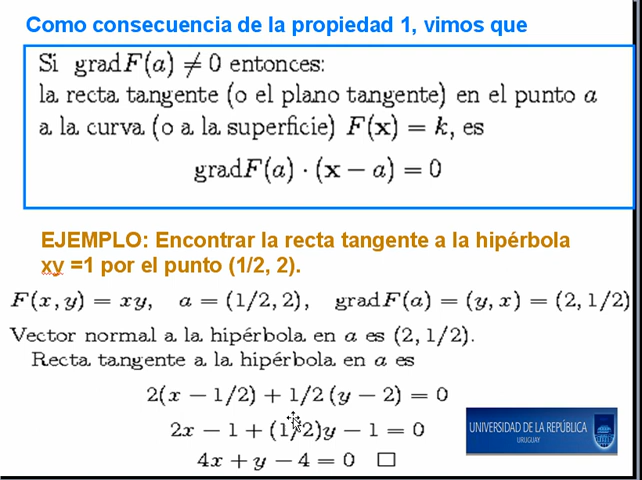 Como consecuencia de la propiedad 1, vimos que
Si grad F(a) ≠ 0 entonces:
la recta tangente (o el plano tangente) en el punto a
a la curva (o a la superficie) F(x) = k, es
grad F(a) · (x − a) = 0
EJEMPLO: Encontrar la recta tangente a la hipérbola
xy =1 por el punto (1/2, 2).
F(x, y) = xy, a = (1/2, 2), grad F(a) = (y, x) = (2, 1/2)
Vector normal a la hipérbola en a es (2, 1/2).
Recta tangente a la hipérbola en a es
2(x − 1/2) + 1/2 (y − 2) = 0
2x − 1 + (1/2)y − 1 = 0
4x + y − 4 = 0 □
UNIVERSIDAD DE LA REPÚBLICA
URUGUAY